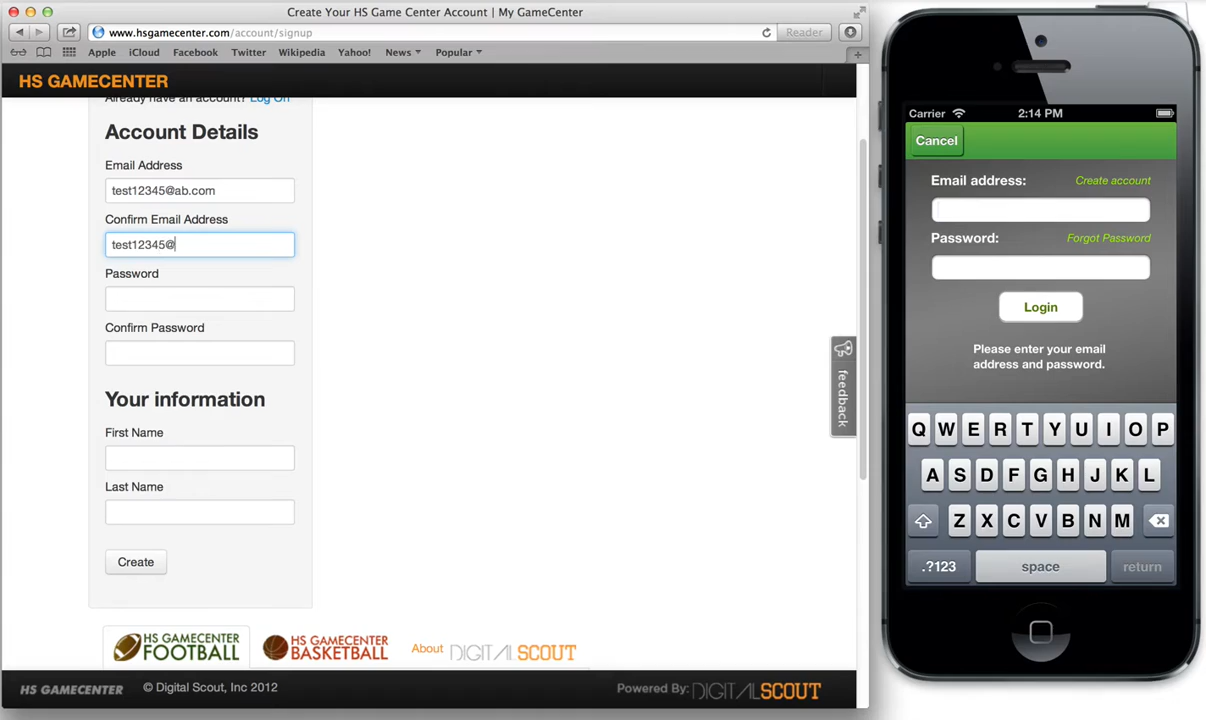 Create Your HS Game Center Account | My GameCenter
www.hsgamecenter.com/account/signup
Reader
Apple iCloud Facebook Twitter Wikipedia Yahoo! News Popular
HS GAMECENTER
Already have an account? Log On
Account Details
Email Address
test12345@ab.com
Confirm Email Address
test12345@
Password
Confirm Password
Your information
First Name
Last Name
Create
feedback
HS GAMECENTER
FOOTBALL
HS GAMECENTER
BASKETBALL
About DIGITALSCOUT
HS GAMECENTER © Digital Scout, Inc 2012
Powered By: DIGITALSCOUT
Carrier 2:14 PM
Cancel
Email address: Create account
Password: Forgot Password
Login
Please enter your email
address and password.
Q W E R T Y U I O P
A S D F G H J K L
Z X C V B N M
.?123 space return